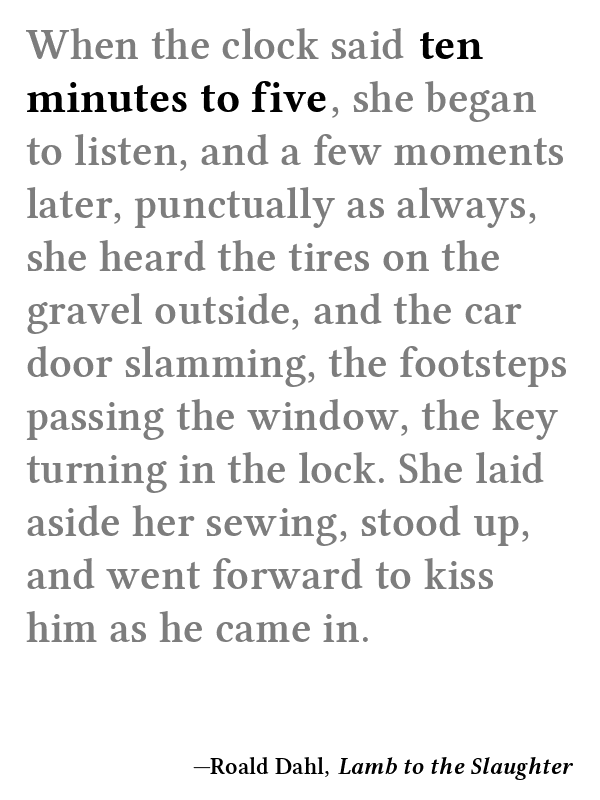 When the clock said ten
minutes to five, she began
to listen, and a few moments
later, punctually as always,
she heard the tires on the
gravel outside, and the car
door slamming, the footsteps
passing the window, the key
turning in the lock. She laid
aside her sewing, stood up,
and went forward to kiss
him as he came in.
—Roald Dahl, Lamb to the Slaughter